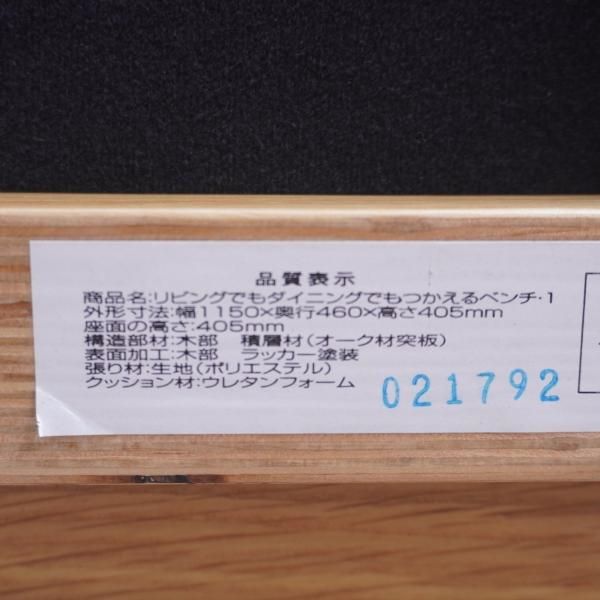 品質表示
商品名:リビングでもダイニングでもつかえるベンチ・1
外形寸法:幅1150×奥行460×高さ405mm
座面の高さ:405mm
構造部材:木部　積層材(オーク材突板)
表面加工:木部　ラッカー塗装
張り材:生地(ポリエステル)
クッション材:ウレタンフォーム
021792